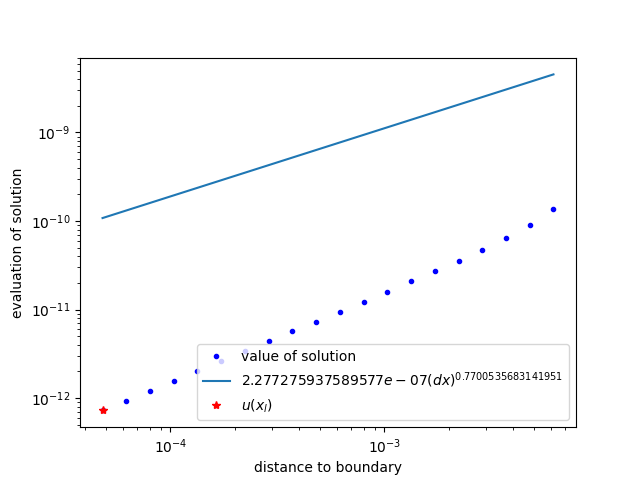 10⁻⁹
10⁻¹⁰
10⁻¹¹
10⁻¹²
evaluation of solution
value of solution
2.277275937589577e − 07(dx)^0.7700535683141951
u(x_l)
10⁻⁴
10⁻³
distance to boundary